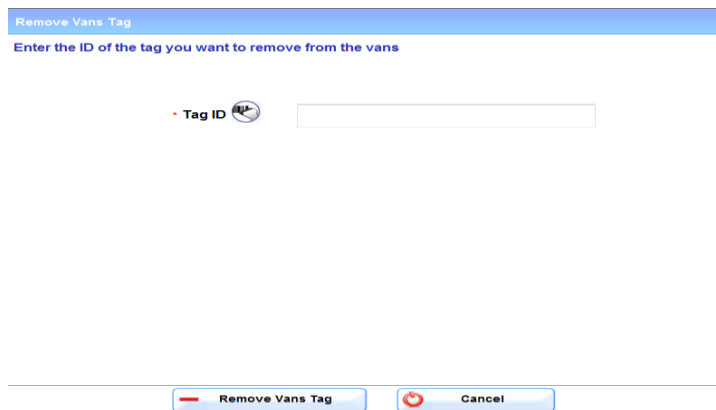 Remove Vans Tag
Enter the ID of the tag you want to remove from the vans
* Tag ID
Remove Vans Tag
Cancel